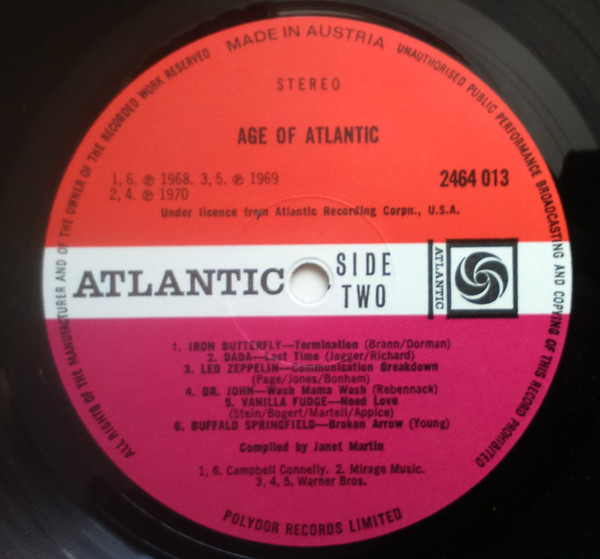 MADE IN AUSTRIA
UNAUTHORISED PUBLIC PERFORMANCE BROADCASTING AND COPYING OF THIS RECORD PROHIBITED
ALL RIGHTS OF THE MANUFACTURER AND OF THE OWNER OF THE RECORDED WORK RESERVED
STEREO
AGE OF ATLANTIC
1, 6. ℗ 1968. 3, 5. ℗ 1969
2, 4. ℗ 1970
2464 013
Under licence from Atlantic Recording Corpn., U.S.A.
ATLANTIC
SIDE
TWO
ATLANTIC
1. IRON BUTTERFLY—Termination (Brann/Dorman)
2. DADA—Last Time (Jagger/Richard)
3. LED ZEPPELIN—Communication Breakdown
(Page/Jones/Bonham)
4. DR. JOHN—Wash Mama Wash (Rebennack)
5. VANILLA FUDGE—Need Love
(Stein/Bogert/Martell/Appice)
6. BUFFALO SPRINGFIELD—Broken Arrow (Young)
Compiled by Janet Martin
1, 6. Campbell Connelly. 2. Mirage Music.
3, 4, 5. Warner Bros.
POLYDOR RECORDS LIMITED